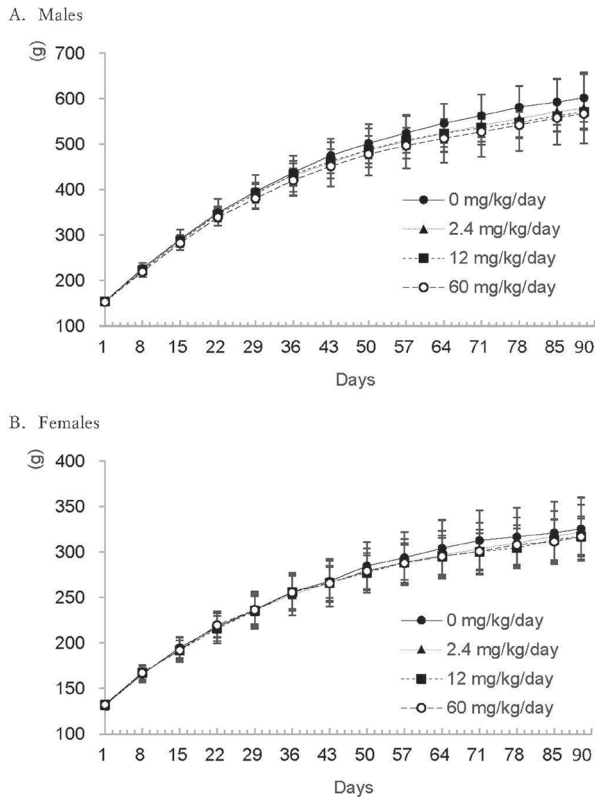 A. Males
(g)
700
600
500
400
300
200
100
0 mg/kg/day
2.4 mg/kg/day
12 mg/kg/day
60 mg/kg/day
1 8 15 22 29 36 43 50 57 64 71 78 85 90
Days
B. Females
(g)
400
350
300
250
200
150
100
0 mg/kg/day
2.4 mg/kg/day
12 mg/kg/day
60 mg/kg/day
1 8 15 22 29 36 43 50 57 64 71 78 85 90
Days